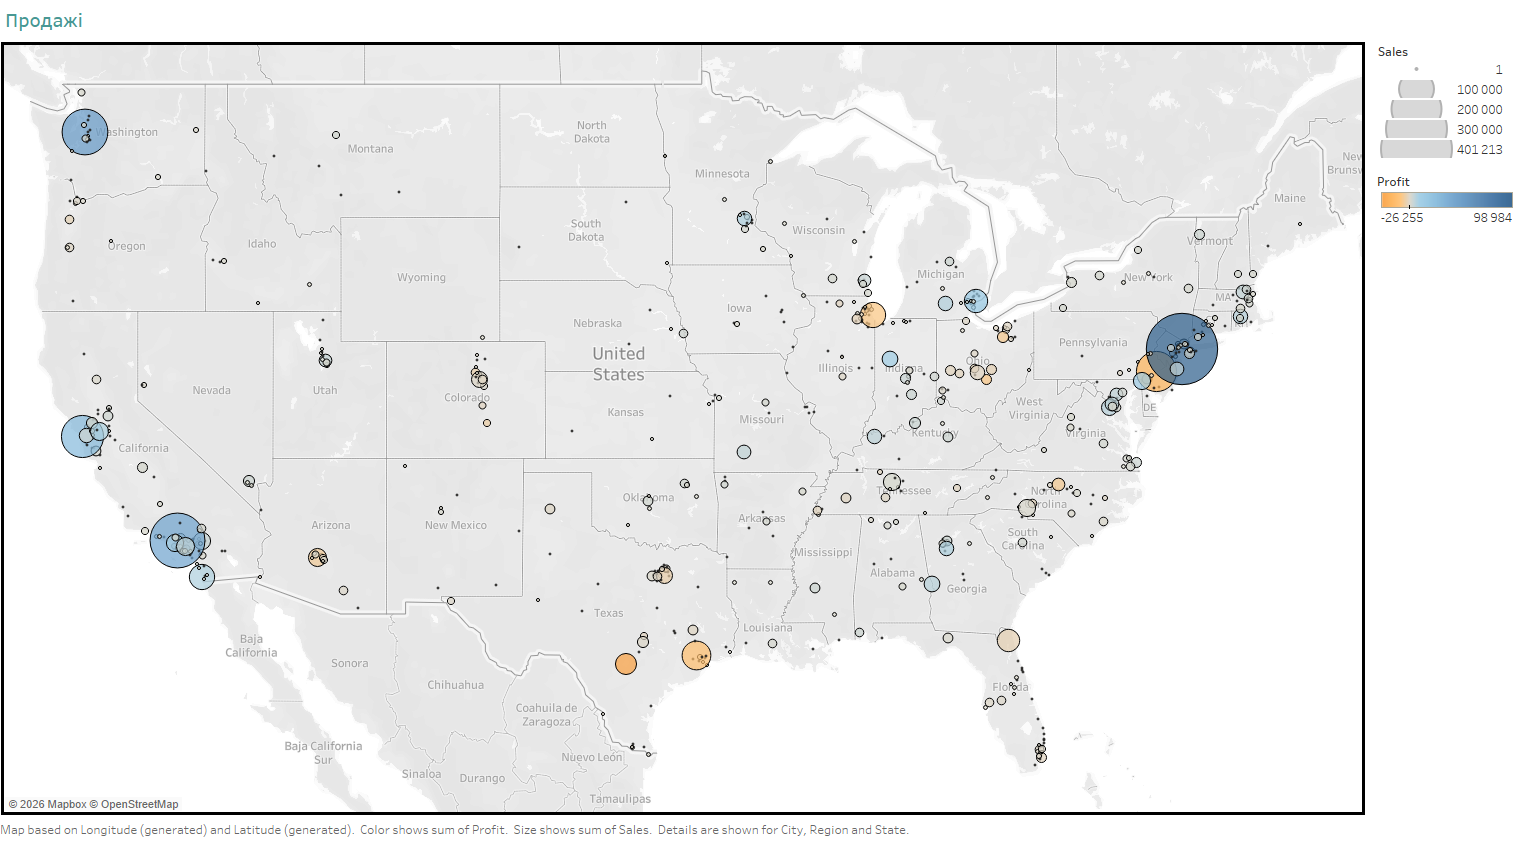 Продажі
Sales
1
100 000
200 000
300 000
401 213
Profit
-26 255
98 984
Washington
Montana
North
Dakota
Minnesota
Maine
New
Brunsw
Oregon
Idaho
South
Dakota
Wisconsin
Michigan
Vermont
New York
MA
RI
Wyoming
Iowa
Nebraska
United
States
Pennsylvania
Illinois
Indiana
Ohio
Nevada
Utah
Colorado
Kansas
Missouri
West
Virginia
DE
Virginia
Kentucky
California
Oklahoma
Tennessee
North
Carolina
Arizona
New Mexico
Arkansas
South
Carolina
Mississippi
Alabama
Georgia
Texas
Louisiana
Baja
California
Sonora
Chihuahua
Florida
Coahuila de
Zaragoza
Baja California
Sur
Nuevo León
Sinaloa
Durango
Tamaulipas
© 2026 Mapbox © OpenStreetMap
Map based on Longitude (generated) and Latitude (generated). Color shows sum of Profit. Size shows sum of Sales. Details are shown for City, Region and State.